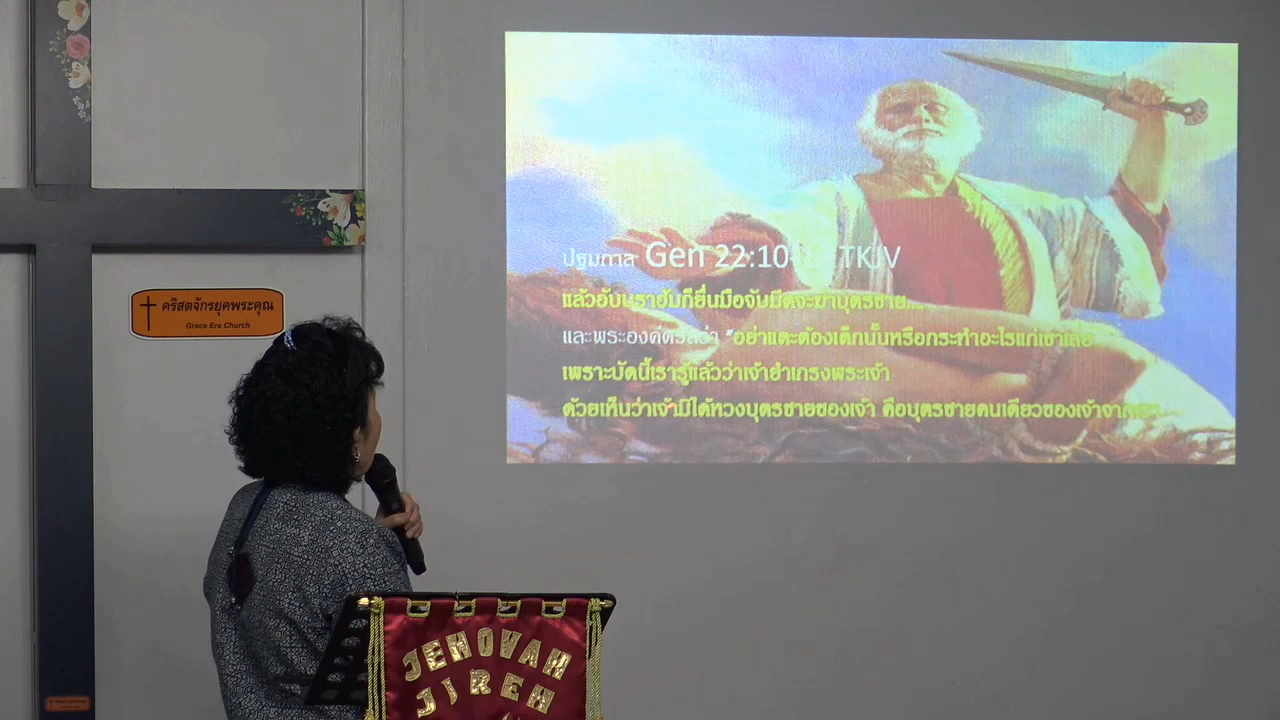 คริสตจักรยุคพระคุณ
Grace Era Church
ปฐมกาล Gen 22:10 TKJV
แล้วอับบราฮัมก็ยื่นมือจับมีดจะฆ่าบุตรชาย....
และพระองค์ตรัสว่า "อย่าแตะต้องเด็กนั้นหรือกระทำอะไรแก่เขาเลย
เพราะบัดนี้เรารู้แล้วว่าเจ้ายำเกรงพระเจ้า
ด้วยเห็นว่าเจ้ามิได้หวงบุตรชายของเจ้า คือบุตรชายคนเดียวของเจ้า
JEHOVAH
JIREH